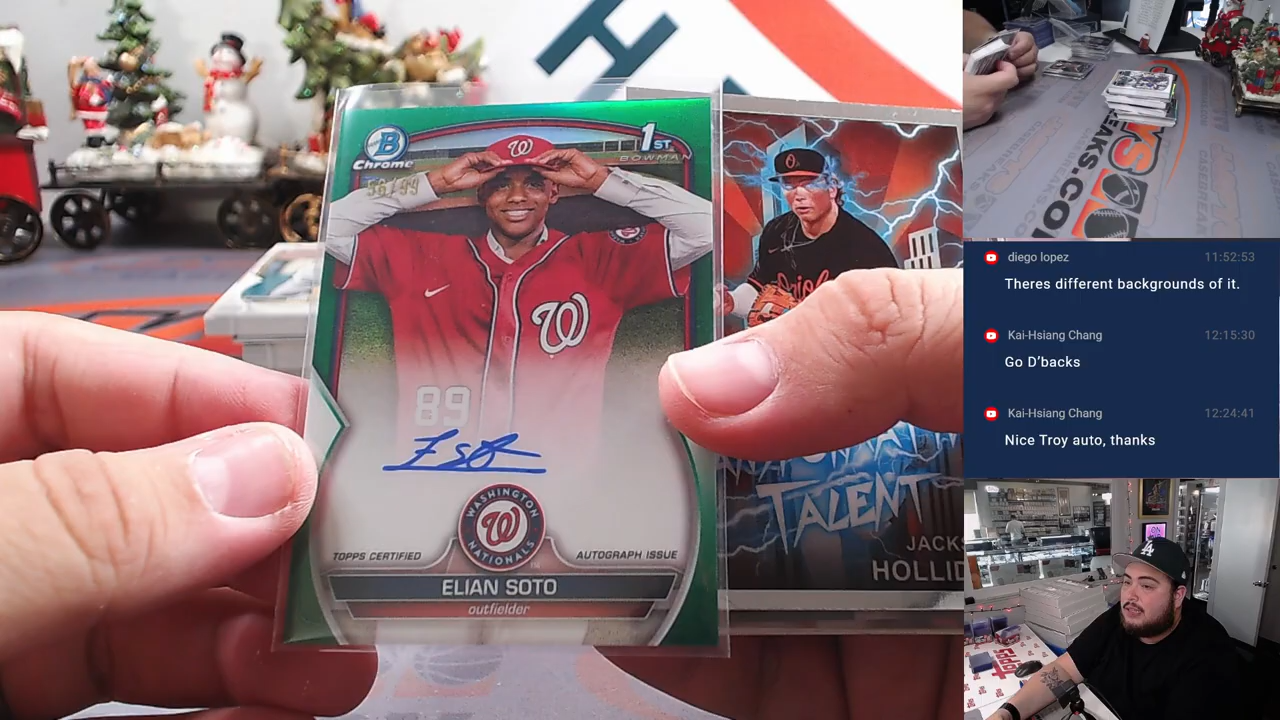 B
Chrome
1ST
BOWMAN
W
W
89
WASHINGTON
W
NATIONALS
TOPPS CERTIFIED
AUTOGRAPH ISSUE
ELIAN SOTO
outfielder
O
TALENT
JACKS
HOLLID
diego lopez
11:52:53
Theres different backgrounds of it.
Kai-Hsiang Chang
12:15:30
Go D'backs
Kai-Hsiang Chang
12:24:41
Nice Troy auto, thanks
LA
topps